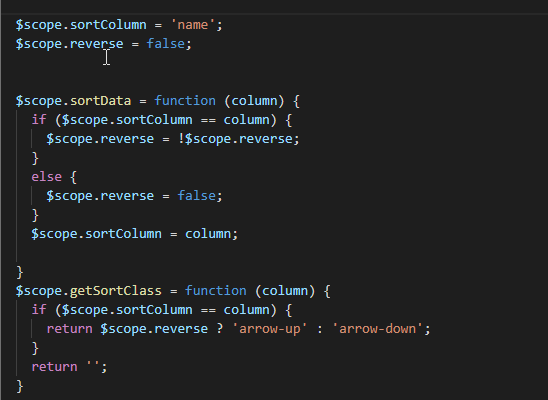 $scope.sortColumn = 'name';
$scope.reverse = false;
$scope.sortData = function (column) {
if ($scope.sortColumn == column) {
$scope.reverse = !$scope.reverse;
}
else {
$scope.reverse = false;
}
$scope.sortColumn = column;
}
$scope.getSortClass = function (column) {
if ($scope.sortColumn == column) {
return $scope.reverse ? 'arrow-up' : 'arrow-down';
}
return '';
}